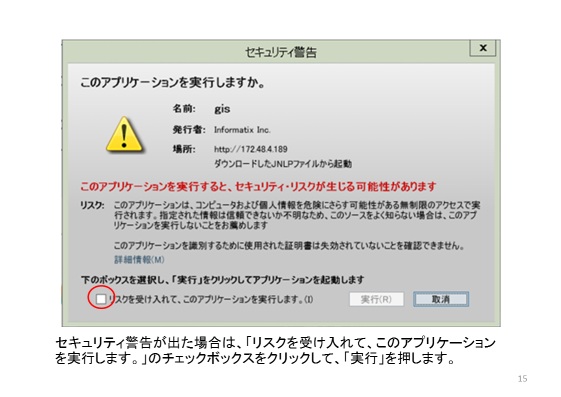 セキュリティ警告
x
このアプリケーションを実行しますか。
名前: gis
発行者: Informatix Inc.
場所: http://172.48.4.189
ダウンロードしたJNLPファイルから起動
このアプリケーションを実行すると、セキュリティ・リスクが生じる可能性があります
リスク: このアプリケーションは、コンピュータおよび個人情報を危険にさらす可能性がある無制限のアクセスで実
行されます。指定された情報は信頼できないか不明なため、このソースをよく知らない場合は、このアプ
リケーションを実行しないことをお薦めします
このアプリケーションを識別するために使用された証明書は失効されていないことを確認できません。
詳細情報(M)
下のボックスを選択し、「実行」をクリックしてアプリケーションを起動します
リスクを受け入れて、このアプリケーションを実行します。(I) 実行(R) 取消
セキュリティ警告が出た場合は、「リスクを受け入れて、このアプリケーション
を実行します。」のチェックボックスをクリックして、「実行」を押します。
15